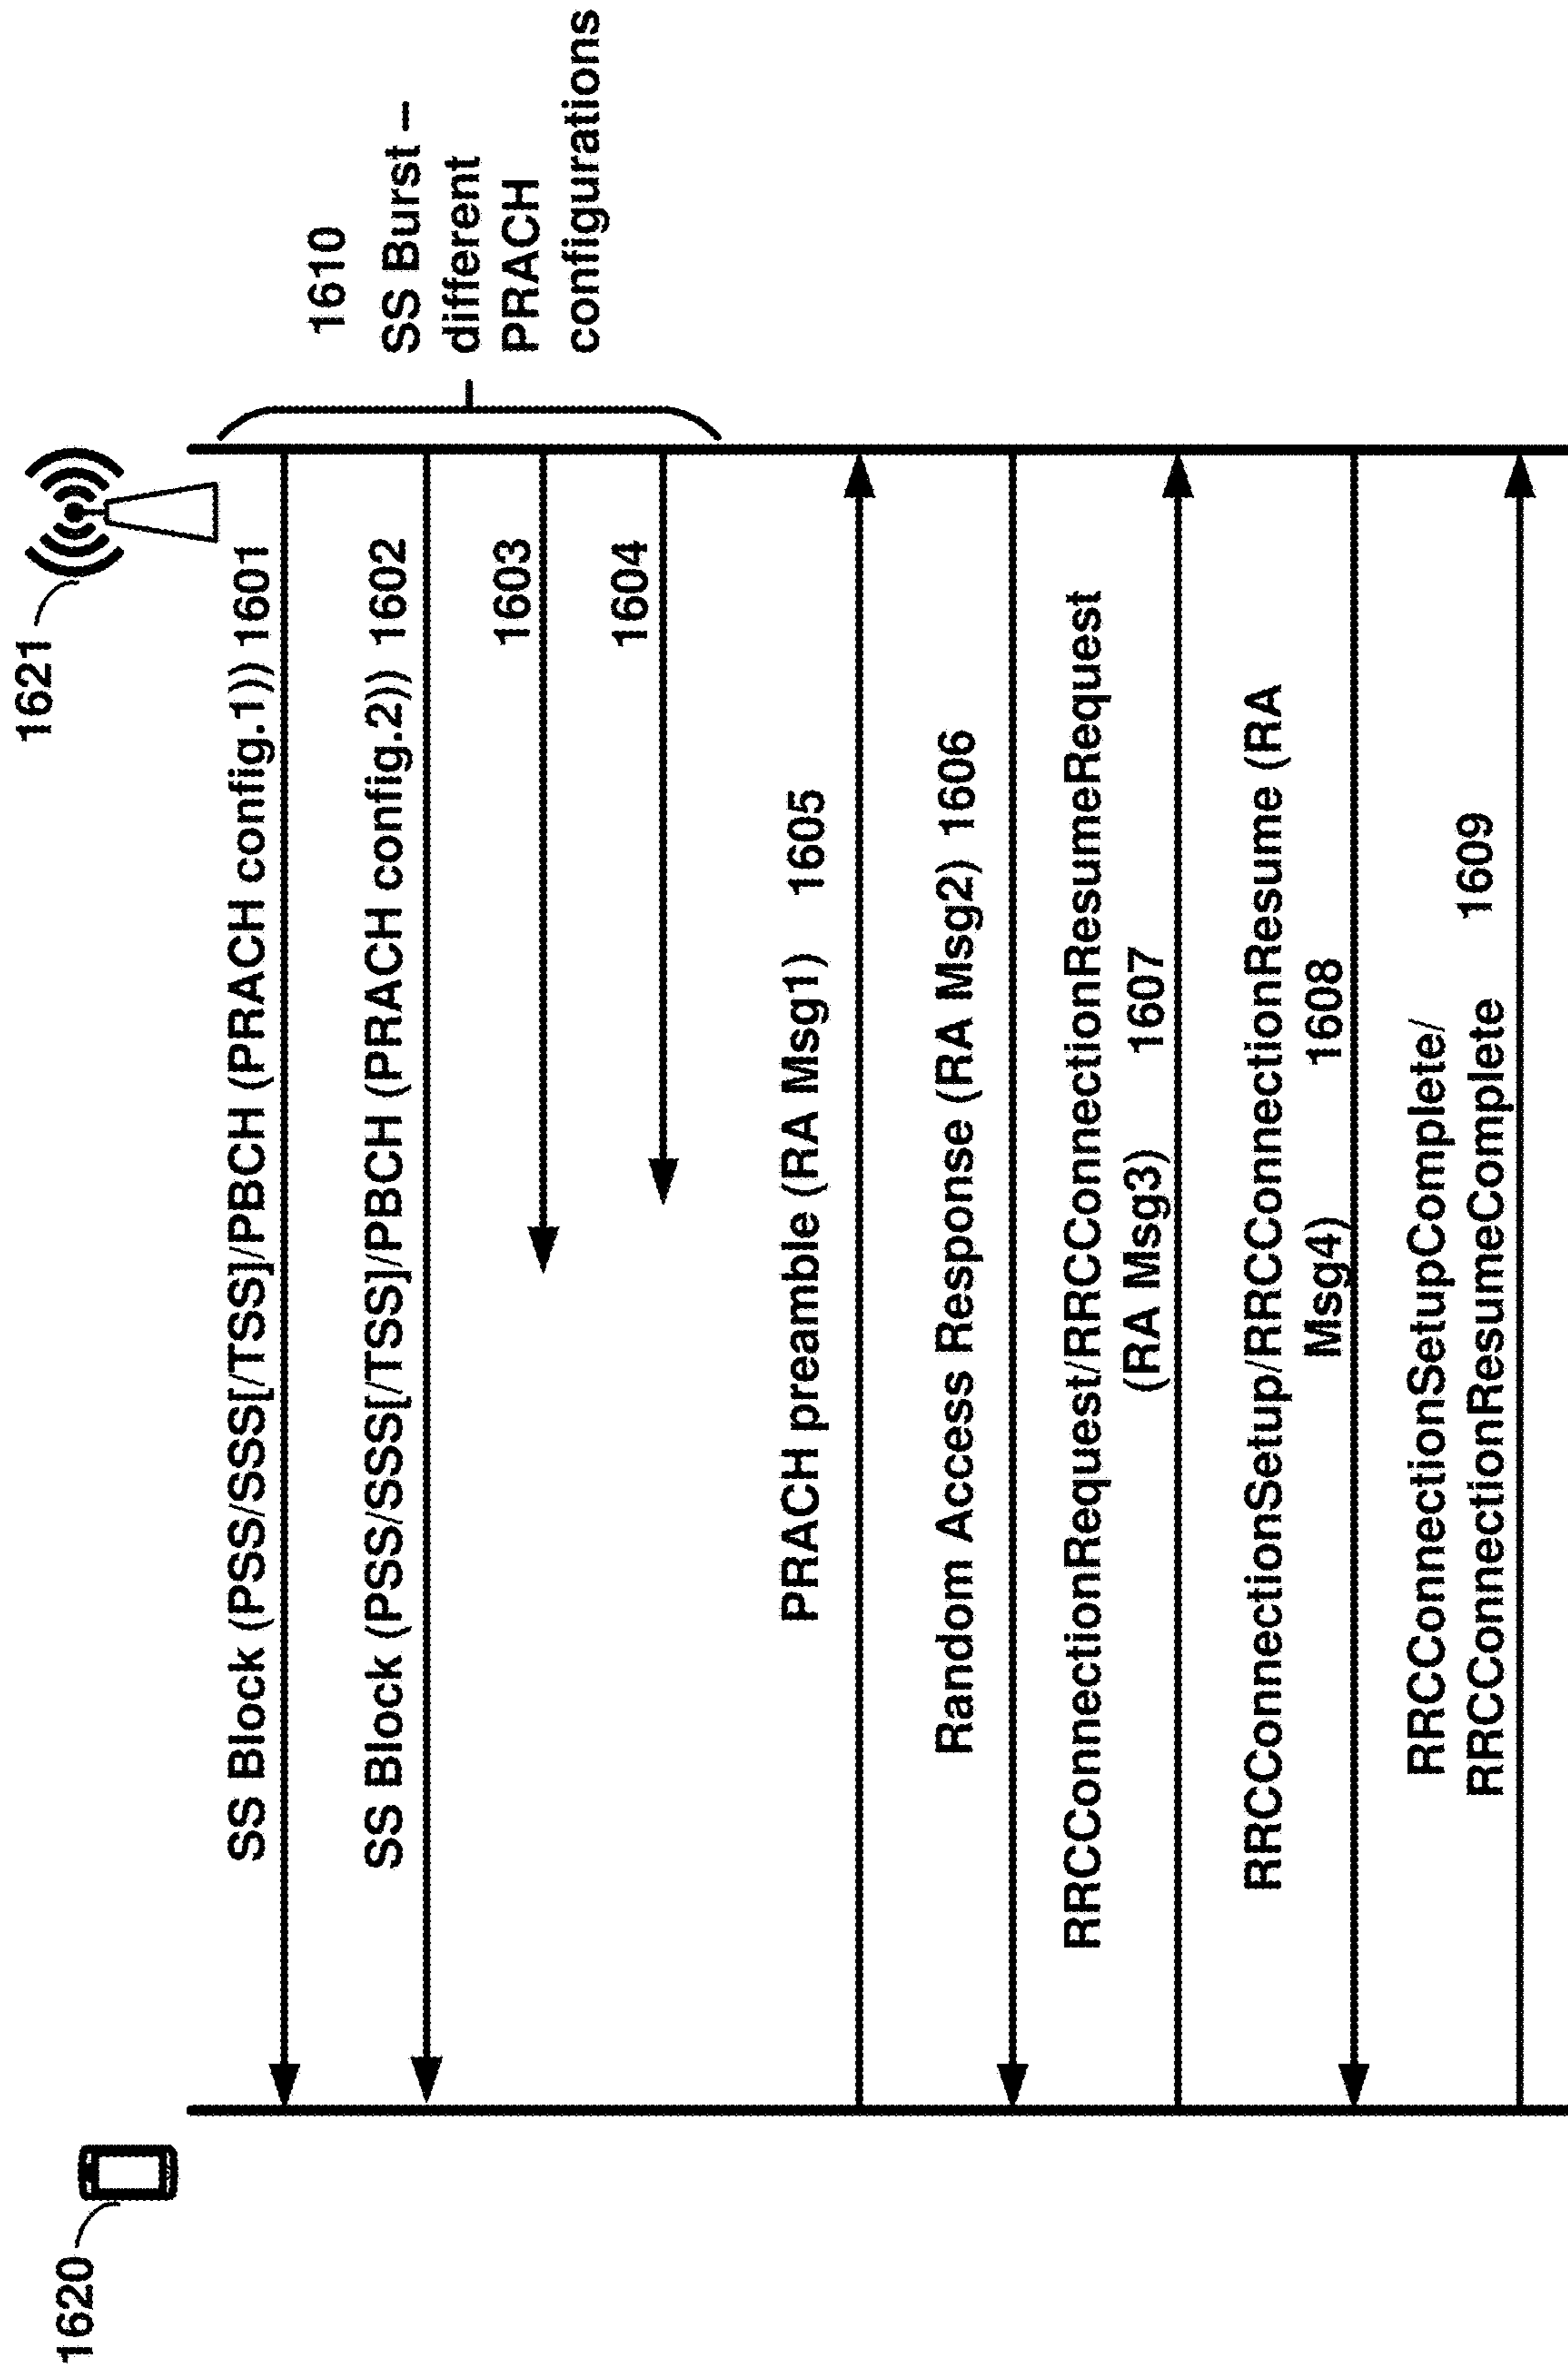 1620
1621
SS Block (PSS/SSS[/TSS]/PBCH (PRACH config.1)) 1601
SS Block (PSS/SSS[/TSS]/PBCH (PRACH config.2)) 1602
1603
1604
1610
SS Burst –
different
PRACH
configurations
PRACH preamble (RA Msg1) 1605
Random Access Response (RA Msg2) 1606
RRCConnectionRequest/RRCConnectionResumeRequest
(RA Msg3) 1607
RRCConnectionSetup/RRCConnectionResume (RA
Msg4) 1608
RRCConnectionSetupComplete/
RRCConnectionResumeComplete 1609